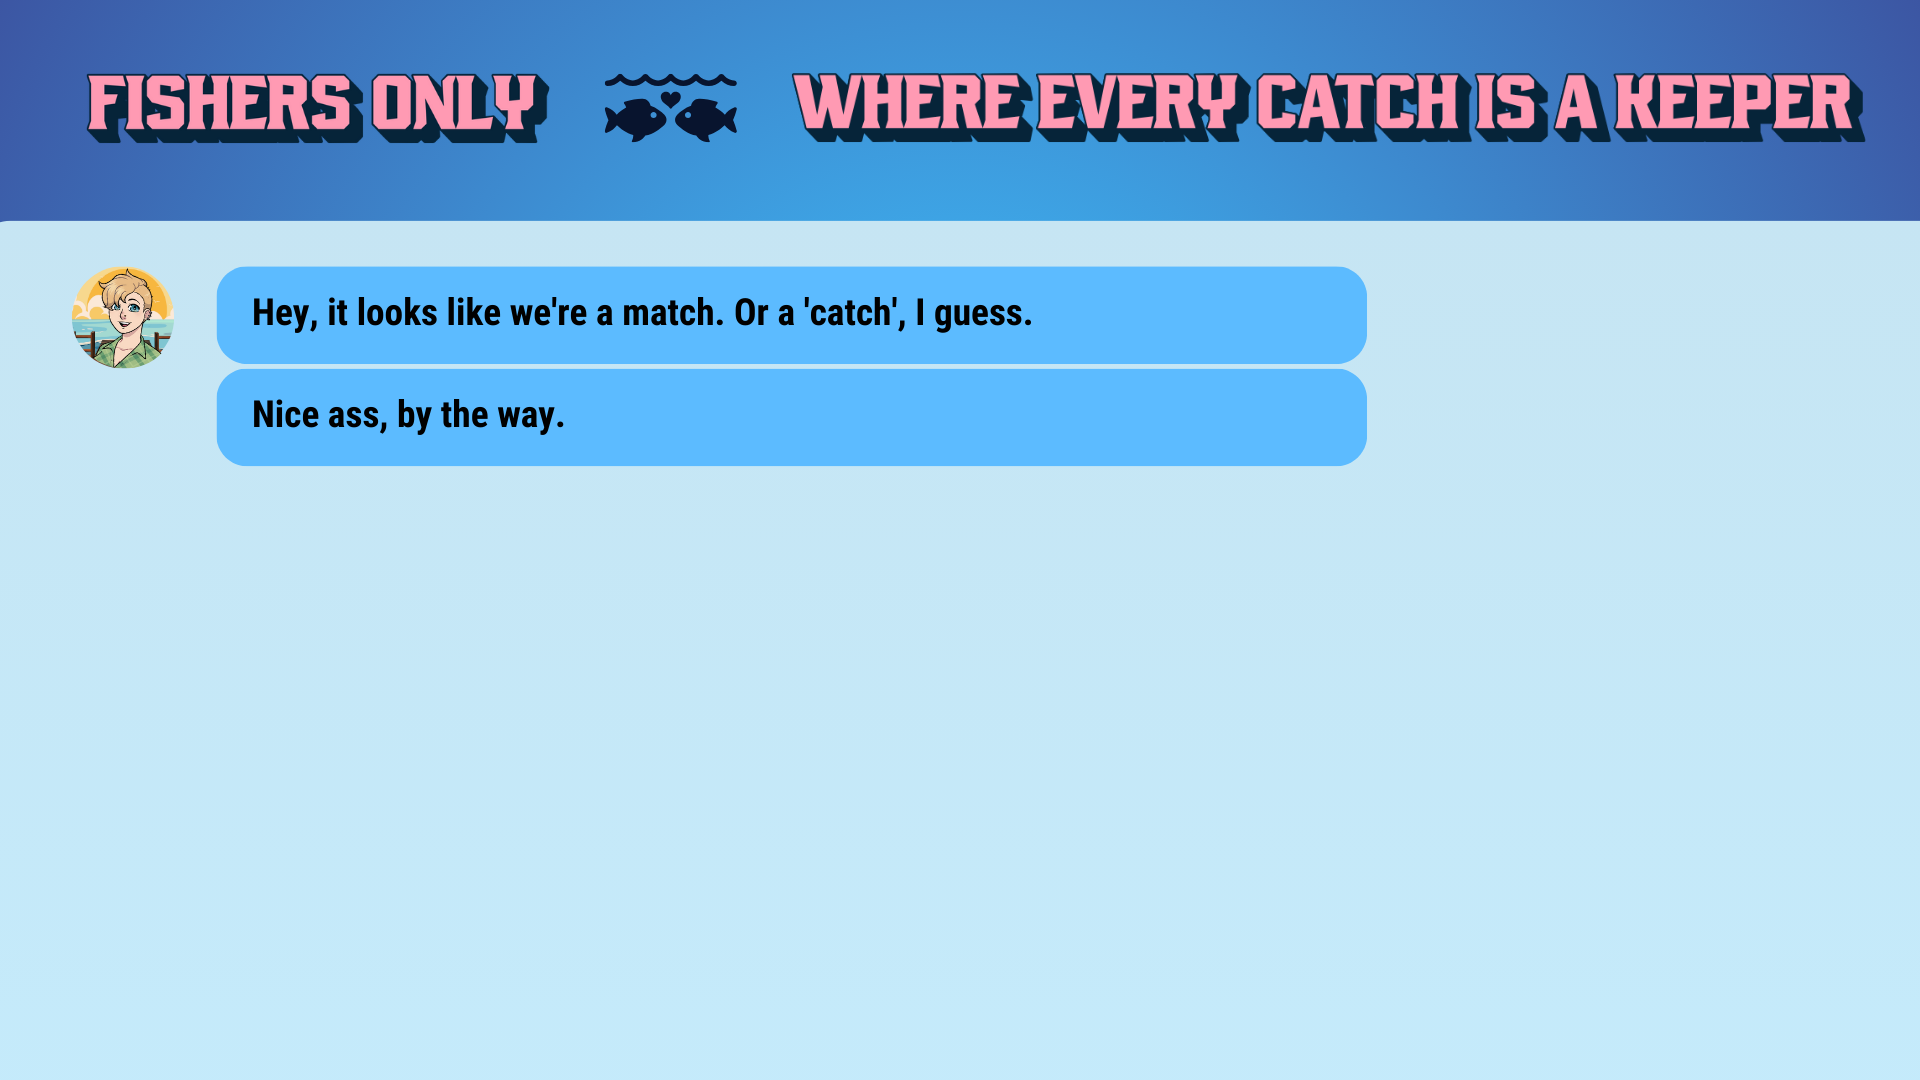 FISHERS ONLY WHERE EVERY CATCH IS A KEEPER
Hey, it looks like we're a match. Or a 'catch', I guess.
Nice ass, by the way.